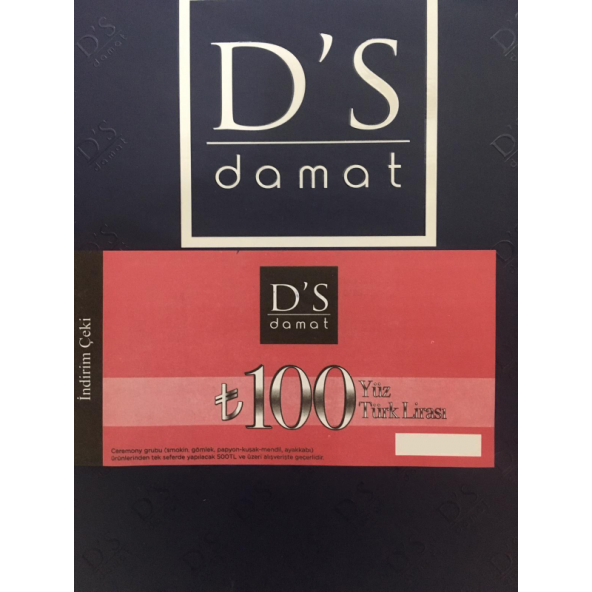 D'S
damat
D'S
damat
İndirim Çeki
₺100 Yüz
Türk Lirası
Ceremony grubu (smokin, gömlek, papyon-kuşak-mendil, ayakkabı)
ürünlerinden tek seferde yapılacak 500TL ve üzeri alışverişte geçerlidir.